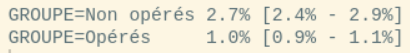 GROUPE=Non opérés 2.7% [2.4% - 2.9%]
GROUPE=Opérés     1.0% [0.9% - 1.1%]